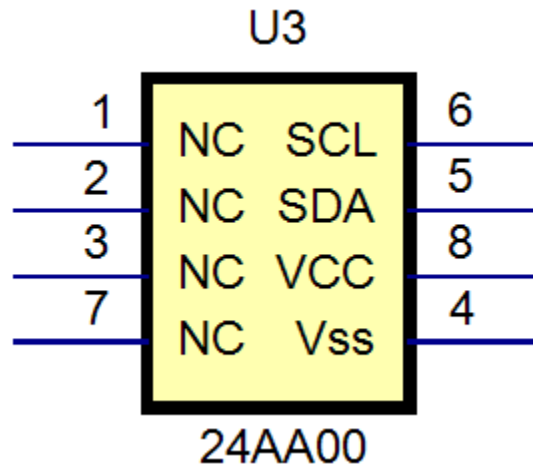 U3
1 NC SCL 6
2 NC SDA 5
3 NC VCC 8
7 NC Vss 4
24AA00